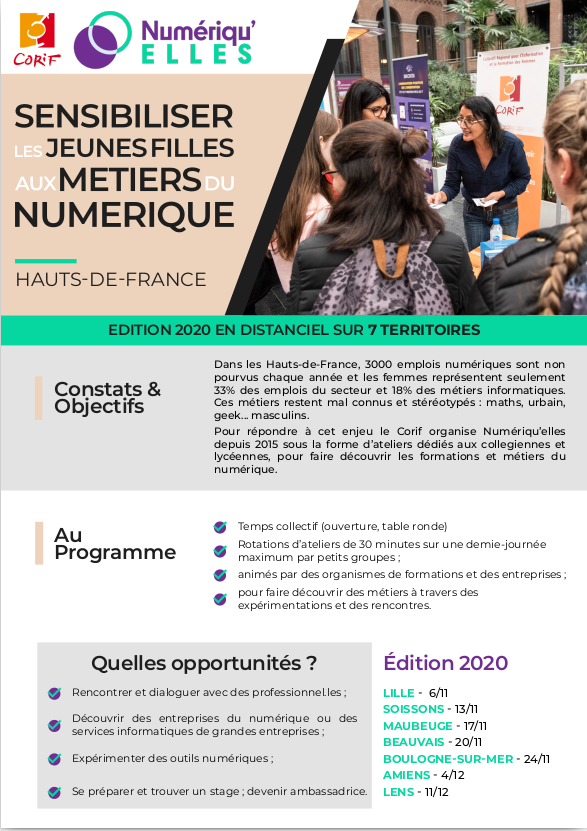 CORIF
Numériqu'
ELLES
CORIF
SENSIBILISER
LES JEUNES FILLES
AUX METIERS DU
NUMERIQUE
HAUTS-DE-FRANCE
EDITION 2020 EN DISTANCIEL SUR 7 TERRITOIRES
Constats &
Objectifs
Dans les Hauts-de-France, 3000 emplois numériques sont non
pourvus chaque année et les femmes représentent seulement
33% des emplois du secteur et 18% des métiers informatiques.
Ces métiers restent mal connus et stéréotypés : maths, urbain,
geek... masculins.
Pour répondre à cet enjeu le Corif organise Numériqu'elles
depuis 2015 sous la forme d'ateliers dédiés aux collegiennes et
lycéennes, pour faire découvrir les formations et métiers du
numérique.
Au
Programme
Temps collectif (ouverture, table ronde)
Rotations d'ateliers de 30 minutes sur une demie-journée
maximum par petits groupes ;
animés par des organismes de formations et des entreprises ;
pour faire découvrir des métiers à travers des
expérimentations et des rencontres.
Quelles opportunités ?
Rencontrer et dialoguer avec des professionnel.les ;
Découvrir des entreprises du numérique ou des
services informatiques de grandes entreprises ;
Expérimenter des outils numériques ;
Se préparer et trouver un stage ; devenir ambassadrice.
Édition 2020
LILLE - 6/11
SOISSONS - 13/11
MAUBEUGE - 17/11
BEAUVAIS - 20/11
BOULOGNE-SUR-MER - 24/11
AMIENS - 4/12
LENS - 11/12